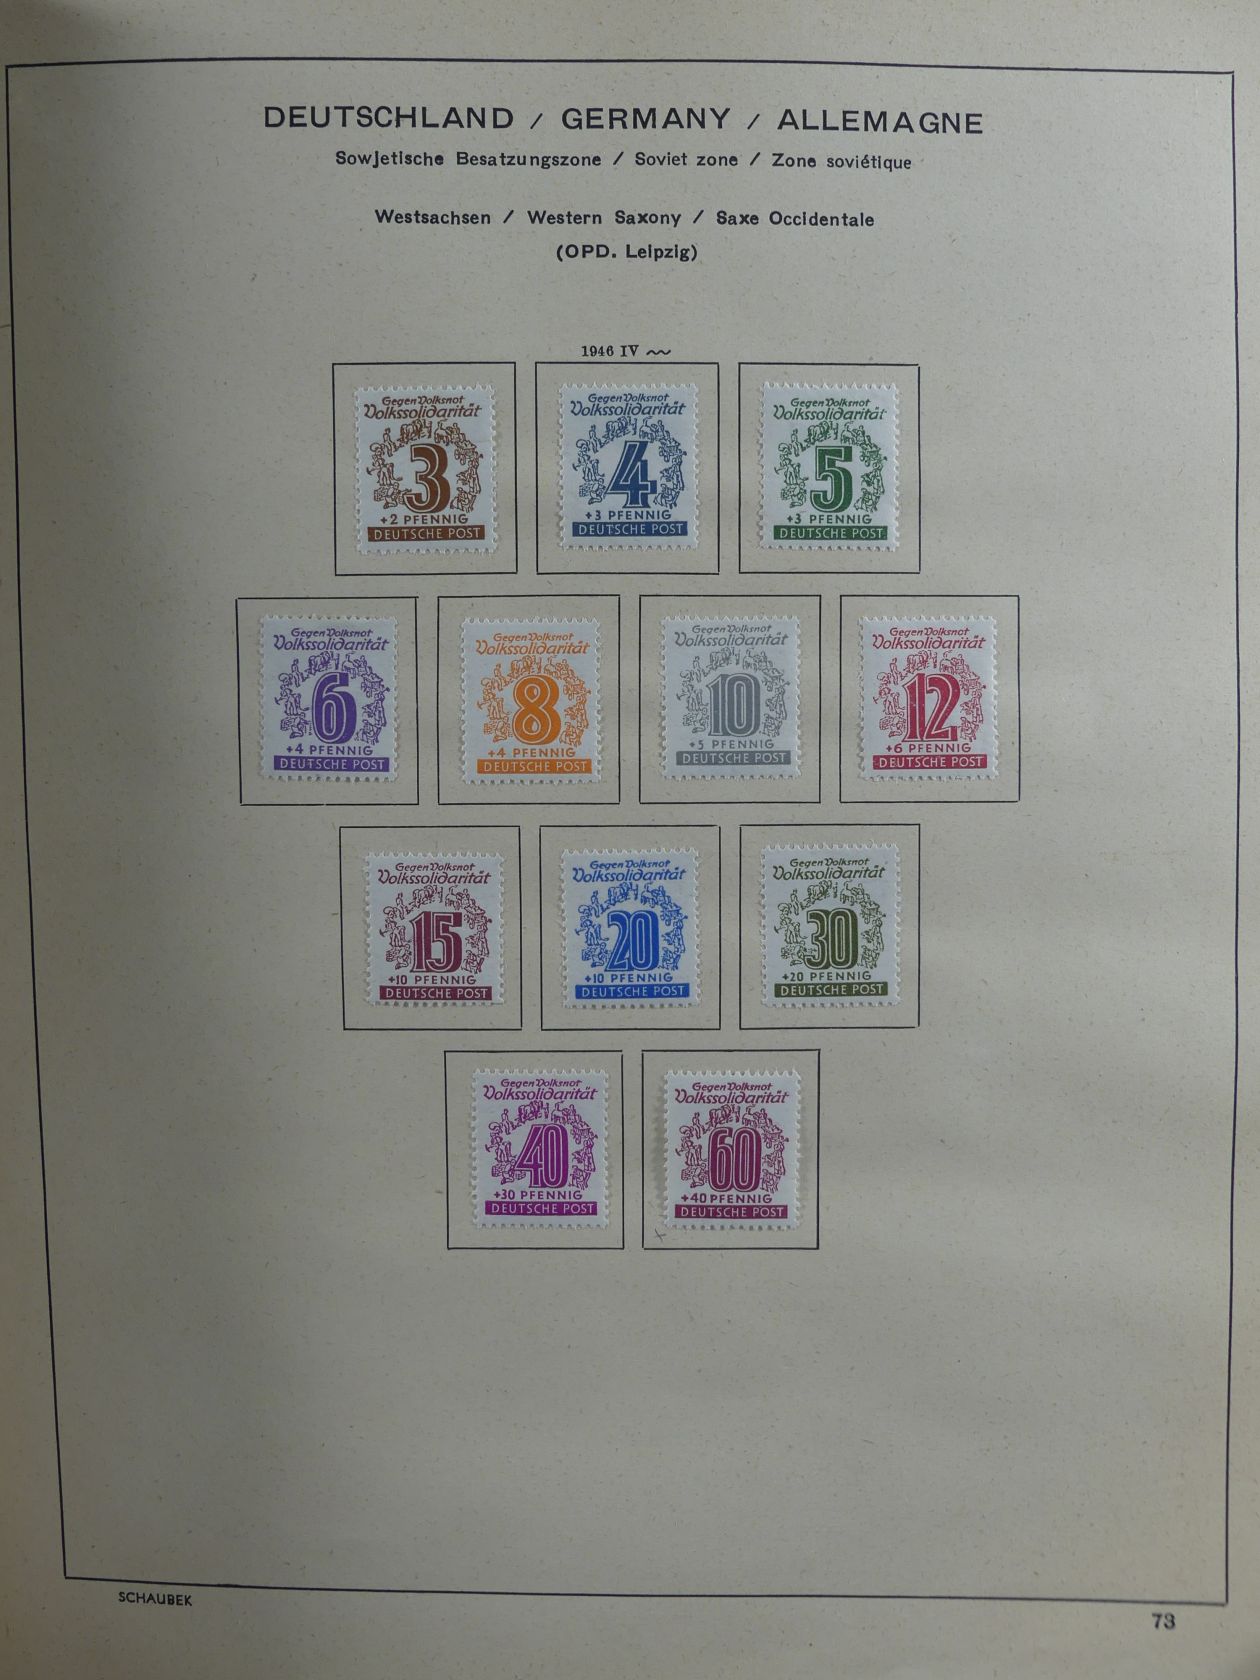 DEUTSCHLAND / GERMANY / ALLEMAGNE
Sowjetische Besatzungszone / Soviet zone / Zone soviétique
Westsachsen / Western Saxony / Saxe Occidentale
(OPD. Leipzig)
1946 IV
Gegen Volksnot
Volkssolidarität
3
+2 PFENNIG
DEUTSCHE POST
Gegen Volksnot
Volkssolidarität
4
+3 PFENNIG
DEUTSCHE POST
Gegen Volksnot
Volkssolidarität
5
+3 PFENNIG
DEUTSCHE POST
Gegen Volksnot
Volkssolidarität
6
+4 PFENNIG
DEUTSCHE POST
Gegen Volksnot
Volkssolidarität
8
+4 PFENNIG
DEUTSCHE POST
Gegen Volksnot
Volkssolidarität
10
+5 PFENNIG
DEUTSCHE POST
Gegen Volksnot
Volkssolidarität
12
+6 PFENNIG
DEUTSCHE POST
Gegen Volksnot
Volkssolidarität
15
+10 PFENNIG
DEUTSCHE POST
Gegen Volksnot
Volkssolidarität
20
+10 PFENNIG
DEUTSCHE POST
Gegen Volksnot
Volkssolidarität
30
+20 PFENNIG
DEUTSCHE POST
Gegen Volksnot
Volkssolidarität
40
+30 PFENNIG
DEUTSCHE POST
Gegen Volksnot
Volkssolidarität
60
+40 PFENNIG
DEUTSCHE POST
x
SCHAUBEK
73